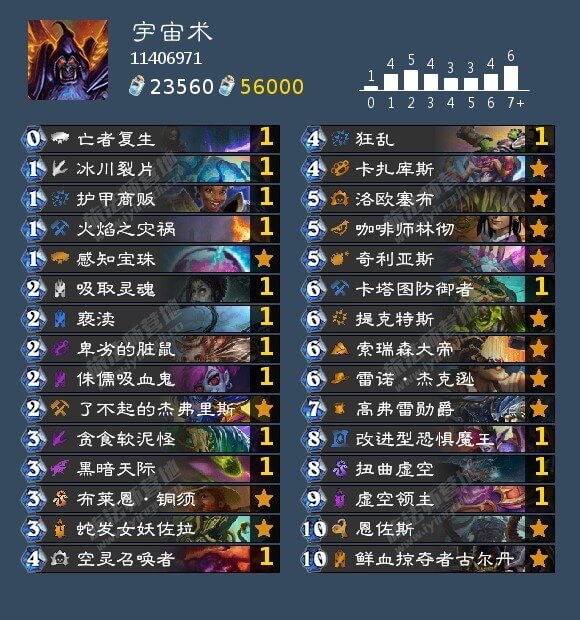 宇宙术
11406971
23560 56000
1 4 5 4 3 3 4 6
0 1 2 3 4 5 6 7+
0 亡者复生 1
1 冰川裂片 1
1 护甲商贩 1
1 火焰之灾祸 1
1 感知宝珠
2 吸取灵魂 1
2 亵渎 1
2 卑劣的脏鼠 1
2 侏儒吸血鬼 1
2 了不起的杰弗里斯
3 贪食软泥怪 1
3 黑暗天际 1
3 布莱恩·铜须
3 蛇发女妖佐拉
4 空灵召唤者 1
4 狂乱 1
4 卡扎库斯
5 洛欧塞布
5 咖啡师林彻
5 奇利亚斯
6 卡塔图防御者 1
6 提克特斯
6 索瑞森大帝
6 雷诺·杰克逊
7 高弗雷勋爵
8 改进型恐惧魔王 1
8 扭曲虚空 1
9 虚空领主 1
10 恩佐斯
10 鲜血掠夺者古尔丹